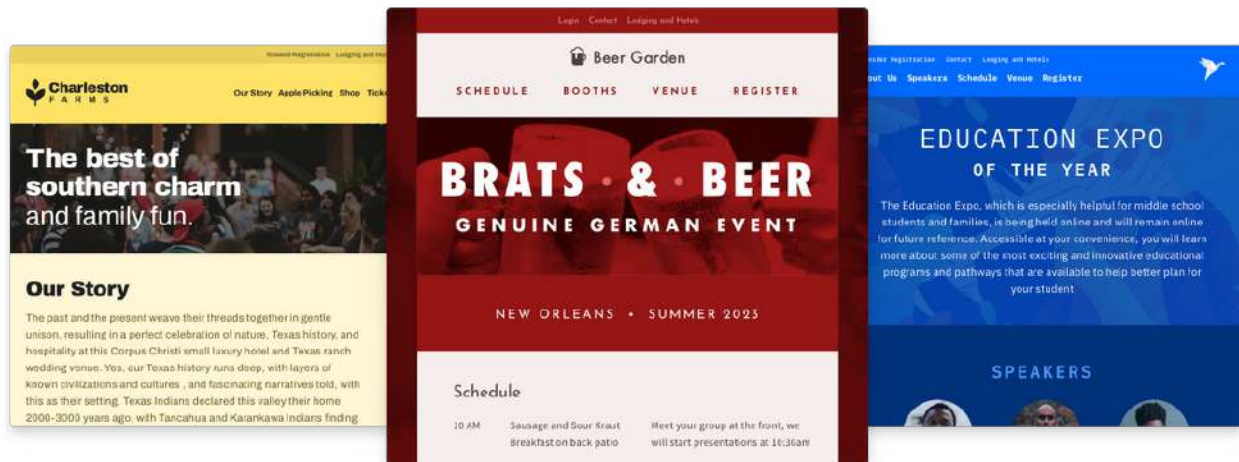 Reserved Registration Lodging and Hotels
Charleston
FARMS
Our Story Apple Picking Shop
The best of
southern charm
and family fun.
Our Story
The past and the present weave their threads together in gentle
unison, resulting in a perfect celebration of nature, Texas history, and
hospitality at this Corpus Christi small luxury hotel and Texas ranch
wedding venue. Yes, our Texas history runs deep, with layers of
known civilizations and cultures , and fascinating narratives told, with
this as their setting. Texas Indians declared this valley their home
2000-3000 years ago, with Tancahua and Karankawa Indians finding
Login Contact Lodging and Hotels
Beer Garden
SCHEDULE BOOTHS VENUE REGISTER
BRATS • & • BEER
GENUINE GERMAN EVENT
NEW ORLEANS • SUMMER 2023
Schedule
10 AM Sausage and Sour Kraut Meet your group at the front, we
Breakfast on back patio will start presentations at 10:30am
Registration Contact Lodging and Hotels
out Us Speakers Schedule Venue Register
EDUCATION EXPO
OF THE YEAR
The Education Expo, which is especially helpful for middle school
students and families, is being held online and will remain online
for future reference. Accessible at your convenience, you will learn
more about some of the most exciting and innovative educational
programs and pathways that are available to help better plan for
your student
SPEAKERS